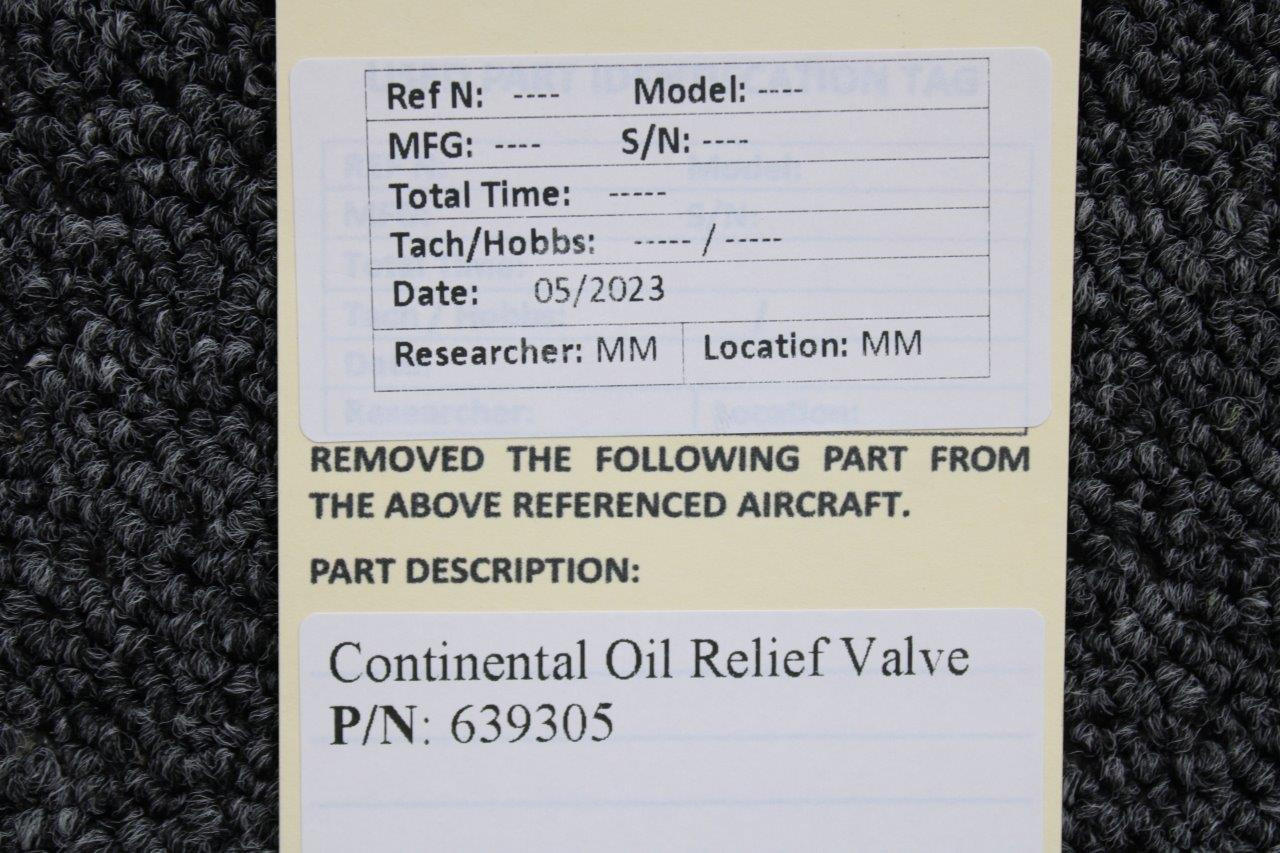 Ref N: ---- Model: ----
MFG: ---- S/N: ----
Total Time: -----
Tach/Hobbs: ----- / -----
Date: 05/2023
Researcher: MM Location: MM
REMOVED THE FOLLOWING PART FROM
THE ABOVE REFERENCED AIRCRAFT.
PART DESCRIPTION:
Continental Oil Relief Valve
P/N: 639305